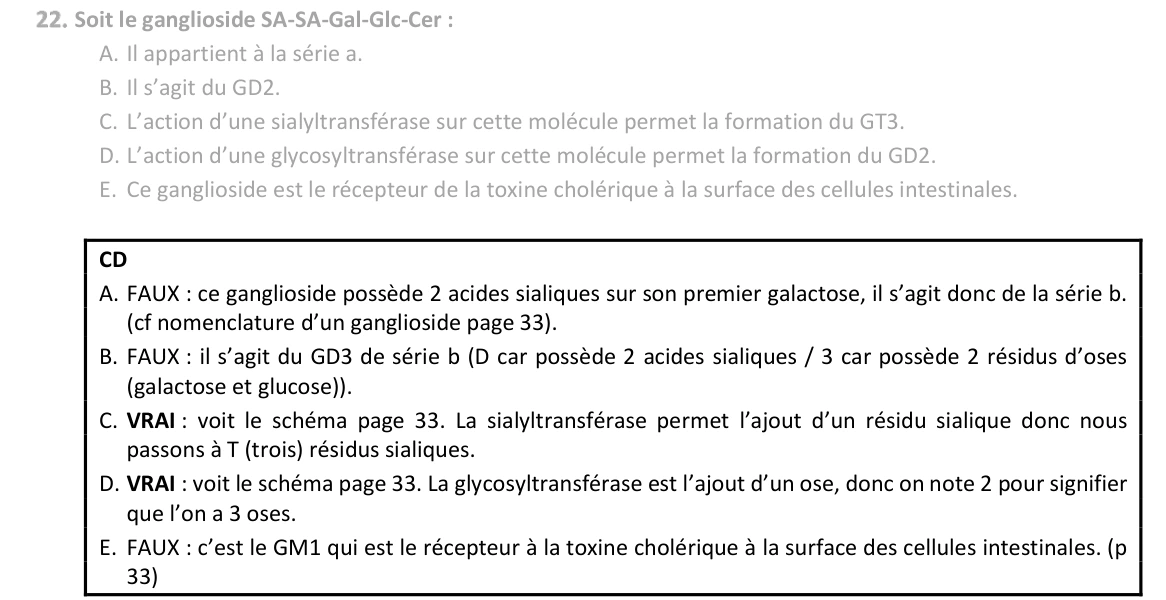 22. Soit le ganglioside SA-SA-Gal-Glc-Cer :
A. Il appartient à la série a.
B. Il s’agit du GD2.
C. L’action d’une sialyltransférase sur cette molécule permet la formation du GT3.
D. L’action d’une glycosyltransférase sur cette molécule permet la formation du GD2.
E. Ce ganglioside est le récepteur de la toxine cholérique à la surface des cellules intestinales.
CD
A. FAUX : ce ganglioside possède 2 acides sialiques sur son premier galactose, il s’agit donc de la série b.
(cf nomenclature d’un ganglioside page 33).
B. FAUX : il s’agit du GD3 de série b (D car possède 2 acides sialiques / 3 car possède 2 résidus d’oses
(galactose et glucose)).
C. VRAI : voit le schéma page 33. La sialyltransférase permet l’ajout d’un résidu sialique donc nous
passons à T (trois) résidus sialiques.
D. VRAI : voit le schéma page 33. La glycosyltransférase est l’ajout d’un ose, donc on note 2 pour signifier
que l’on a 3 oses.
E. FAUX : c’est le GM1 qui est le récepteur à la toxine cholérique à la surface des cellules intestinales. (p
33)